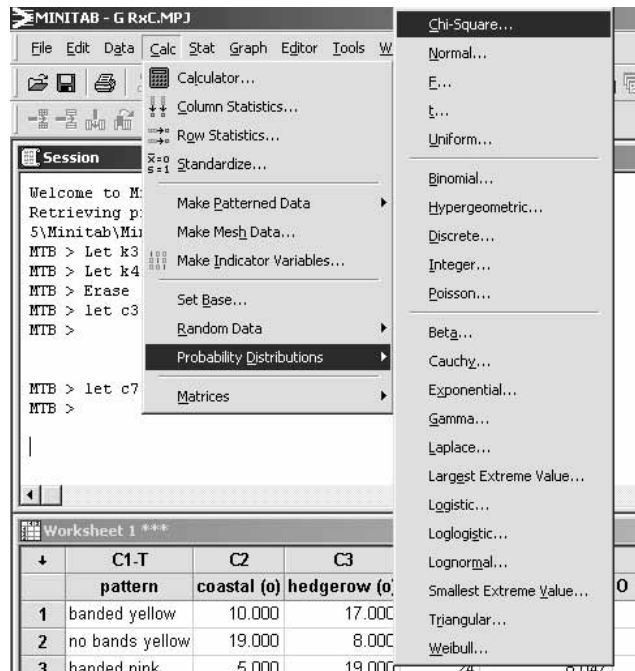 MINITAB - G RxC.MPJ
File Edit Data Calc Stat Graph Editor Tools W
Calculator...
Column Statistics...
Row Statistics...
Standardize...
Make Patterned Data
Make Mesh Data...
Make Indicator Variables...
Set Base...
Random Data
Probability Distributions
Matrices
Chi-Square...
Normal...
F...
t...
Uniform...
Binomial...
Hypergeometric...
Discrete...
Integer...
Poisson...
Beta...
Cauchy...
Exponential...
Gamma...
Laplace...
Largest Extreme Value...
Logistic...
Loglogistic...
Lognormal...
Smallest Extreme Value...
Triangular...
Weibull...
Session
Welcome to Mi
Retrieving p
5\Minitab\Mi
MTB > Let k3
MTB > Let k4
MTB > Erase
MTB > let c3
MTB >
MTB > let c7
MTB >
Worksheet 1 ***
C1-T C2 C3
pattern coastal (o) hedgerow (o) O
1 banded yellow 10.000 17.000
2 no bands yellow 19.000 8.000
3 banded pink 5.000 19.000 24 8.047